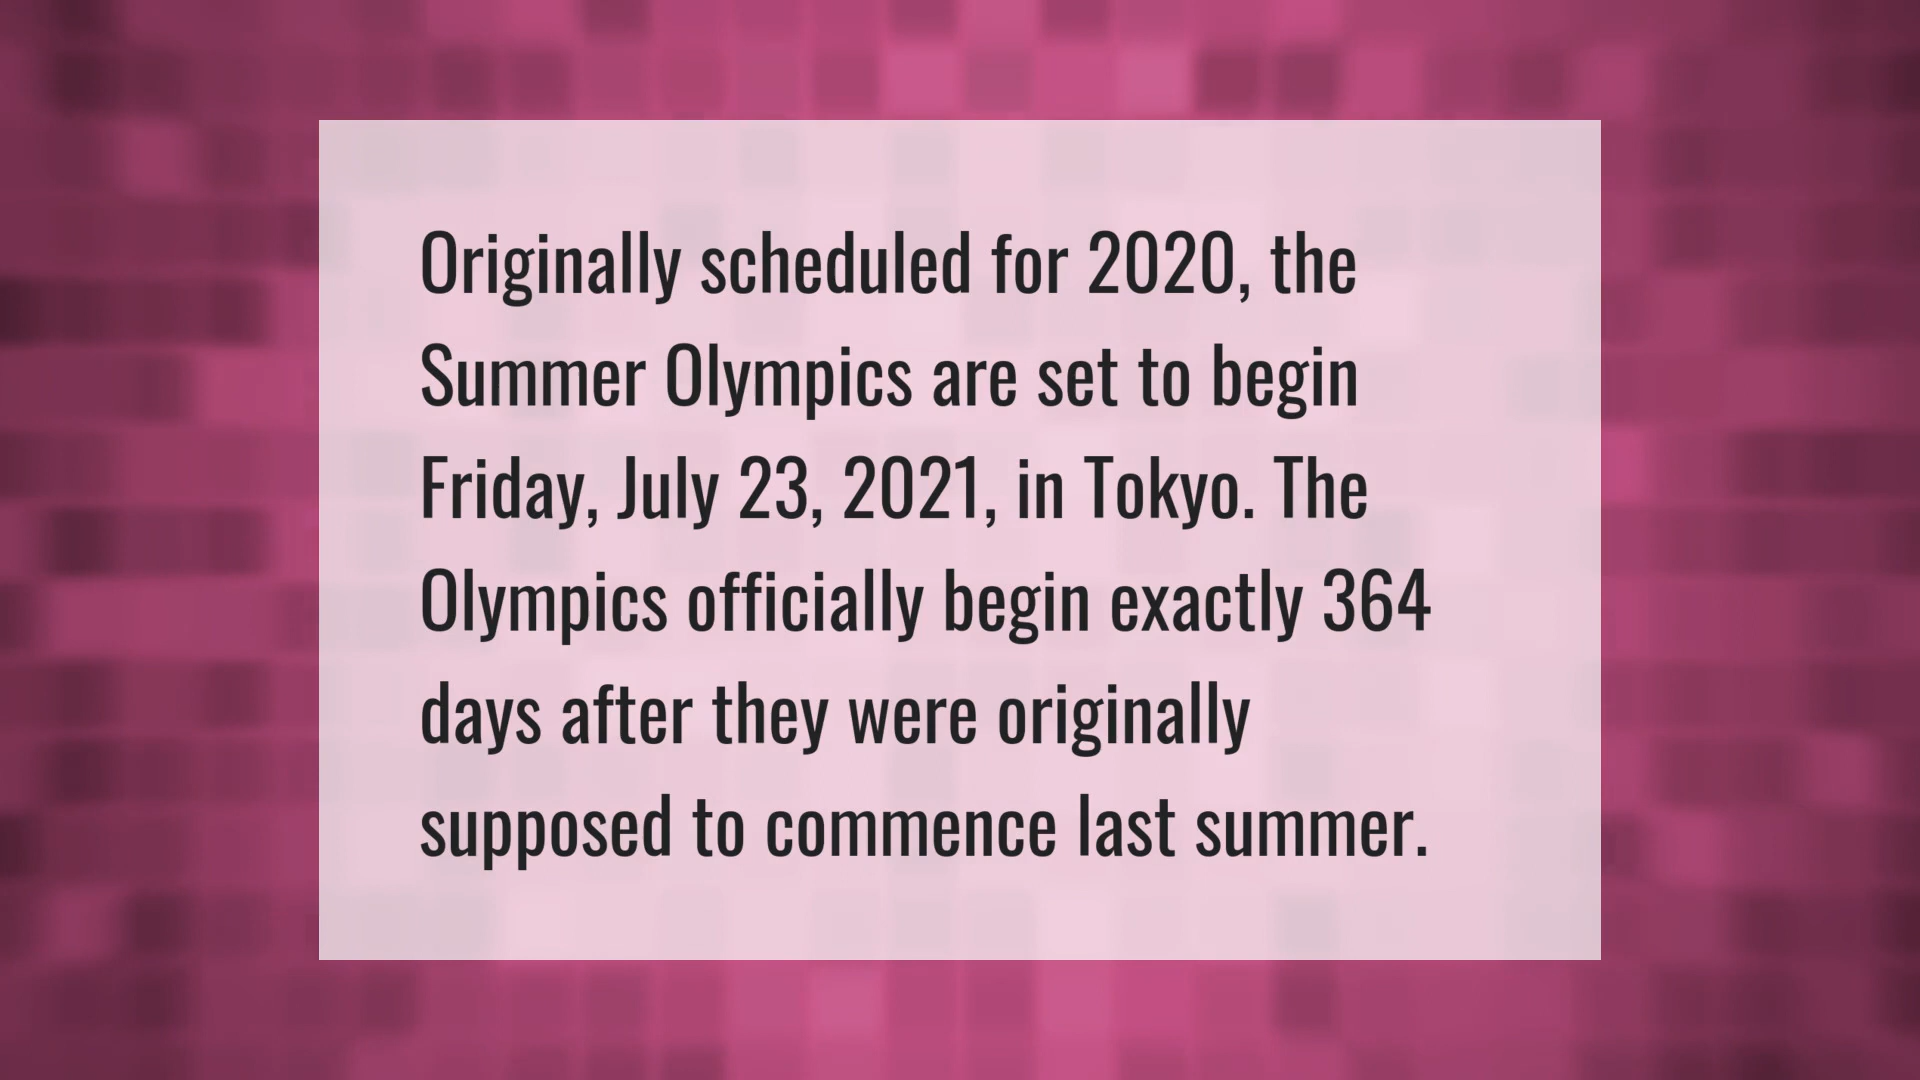 Originally scheduled for 2020, the
Summer Olympics are set to begin
Friday, July 23, 2021, in Tokyo. The
Olympics officially begin exactly 364
days after they were originally
supposed to commence last summer.